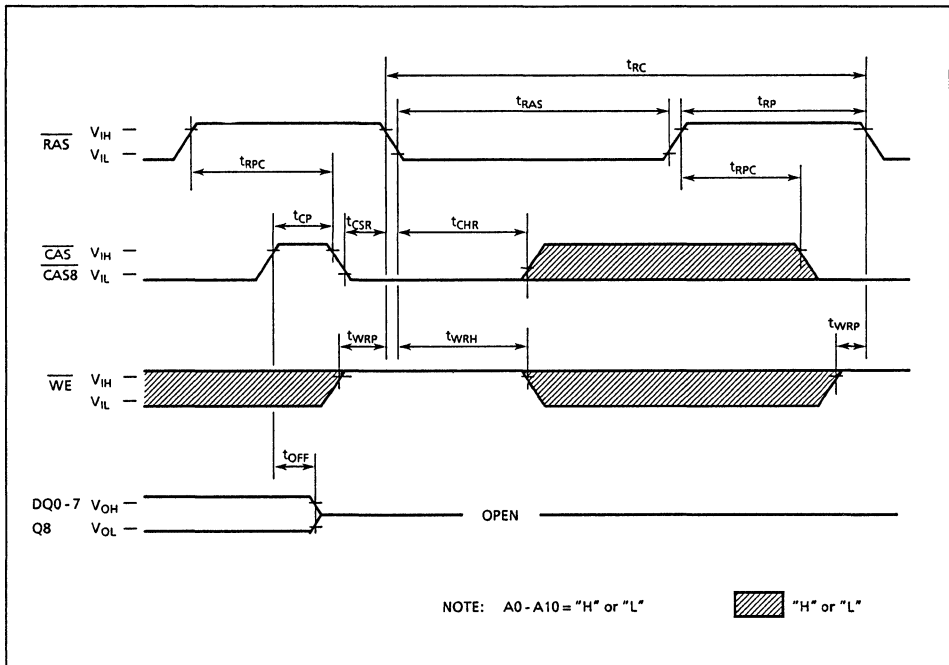 tRC
tRAS
tRP
RAS VIH
VIL
tRPC
tRPC
tCP
tCSR
tCHR
CAS VIH
CAS8 VIL
tWRP
tWRH
tWRP
WE VIH
VIL
tOFF
DQ0 - 7 VOH
Q8 VOL
OPEN
NOTE: A0 - A10 = "H" or "L"
"H" or "L"